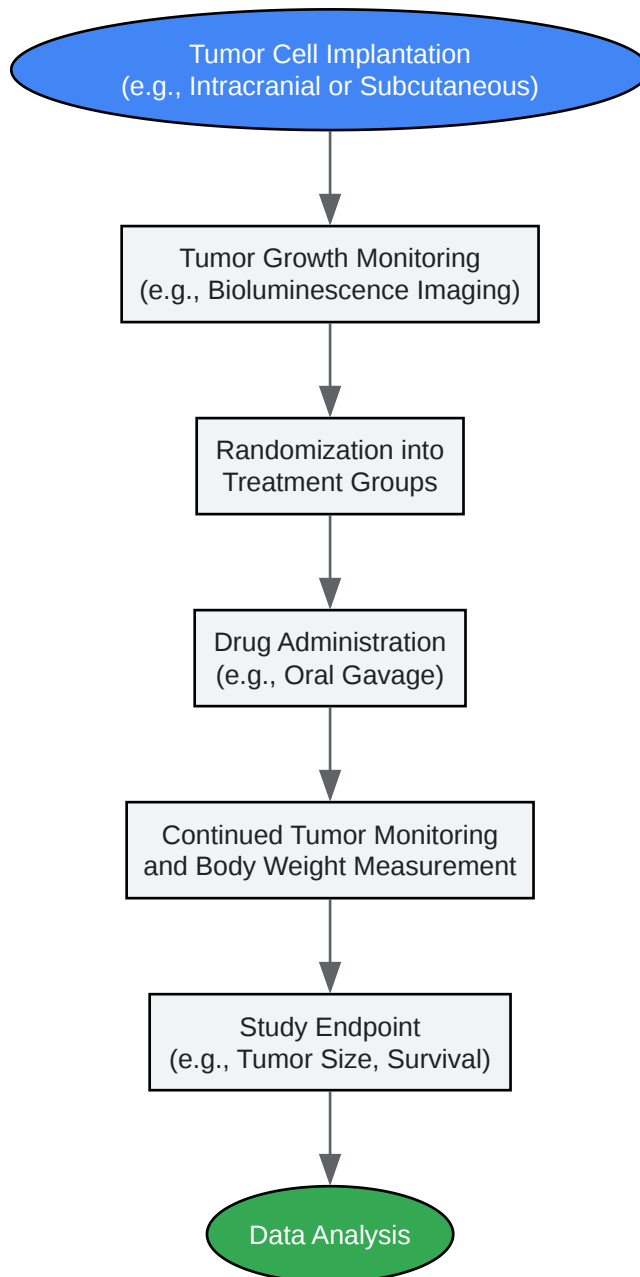 Tumor Cell Implantation
(e.g., Intracranial or Subcutaneous)
Tumor Growth Monitoring
(e.g., Bioluminescence Imaging)
Randomization into
Treatment Groups
Drug Administration
(e.g., Oral Gavage)
Continued Tumor Monitoring
and Body Weight Measurement
Study Endpoint
(e.g., Tumor Size, Survival)
Data Analysis